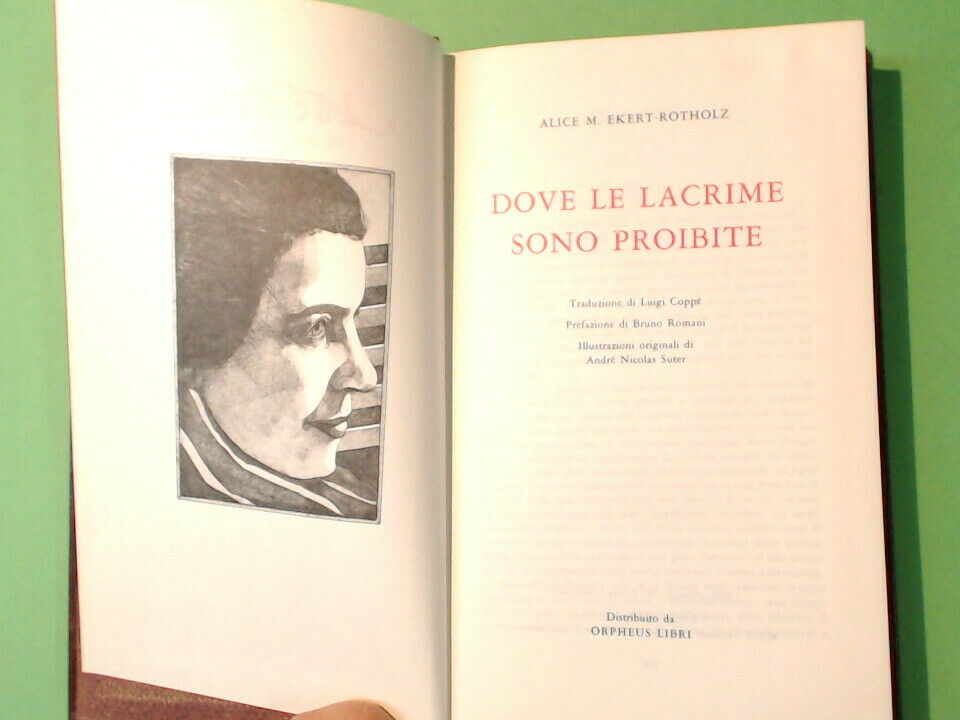 ALICE M. EKERT-ROTHOLZ
DOVE LE LACRIME
SONO PROIBITE
Traduzione di Luigi Coppè
Prefazione di Bruno Romani
Illustrazioni originali di
André Nicolas Suter
Distribuito da
ORPHEUS LIBRI